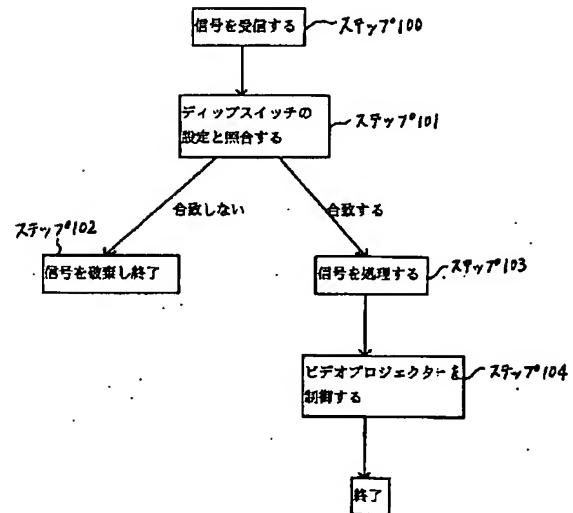 信号を受信する
ステップ100
ディップスイッチの
設定と照合する
ステップ101
合致しない
合致する
ステップ102
信号を破棄し終了
信号を処理する
ステップ103
ビデオプロジェクターを
制御する
ステップ104
終了